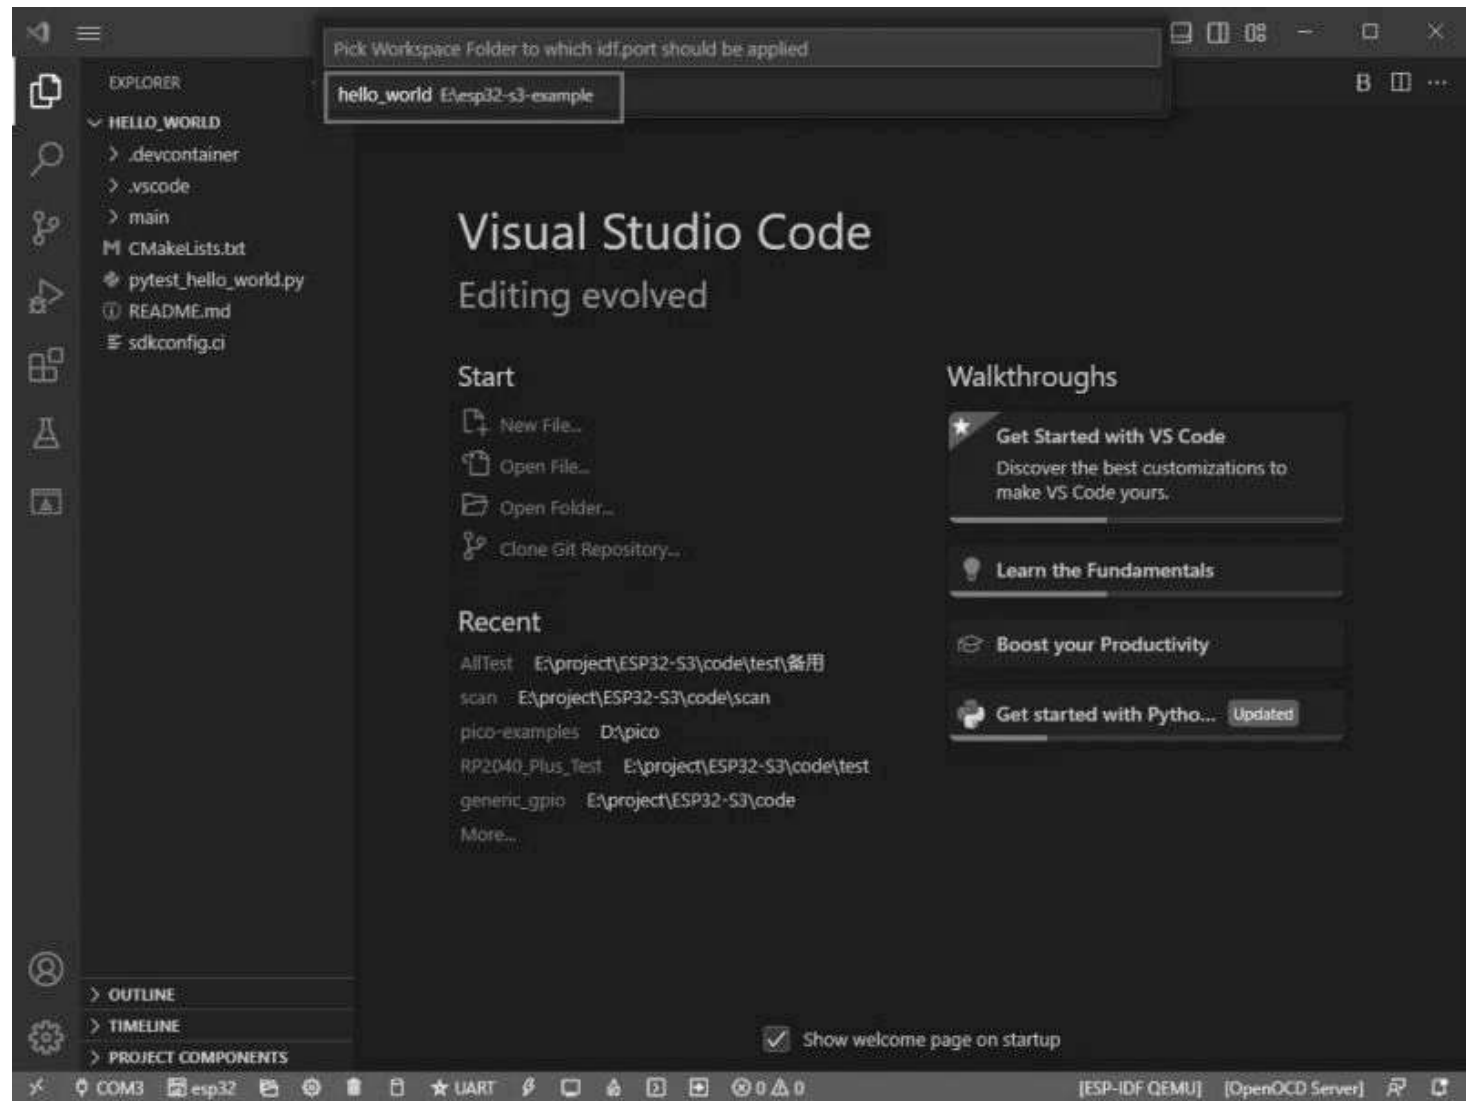 Pick Workspace Folder to which idf.port should be applied
hello_world E:\esp32-s3-example
EXPLORER
HELLO_WORLD
.devcontainer
.vscode
main
CMakeLists.txt
pytest_hello_world.py
README.md
sdkconfig.ci
OUTLINE
TIMELINE
PROJECT COMPONENTS
Visual Studio Code
Editing evolved
Start
New File...
Open File...
Open Folder...
Clone Git Repository...
Recent
AllTest E:\project\ESP32-S3\code\test\备用
scan E:\project\ESP32-S3\code\scan
pico-examples D:\pico
RP2040_Plus_Test E:\project\ESP32-S3\code\test
generic_gpio E:\project\ESP32-S3\code
More...
Walkthroughs
Get Started with VS Code
Discover the best customizations to
make VS Code yours.
Learn the Fundamentals
Boost your Productivity
Get started with Pytho... Updated
Show welcome page on startup
COM3 esp32 UART 0 0 [ESP-IDF QEMU] [OpenOCD Server]